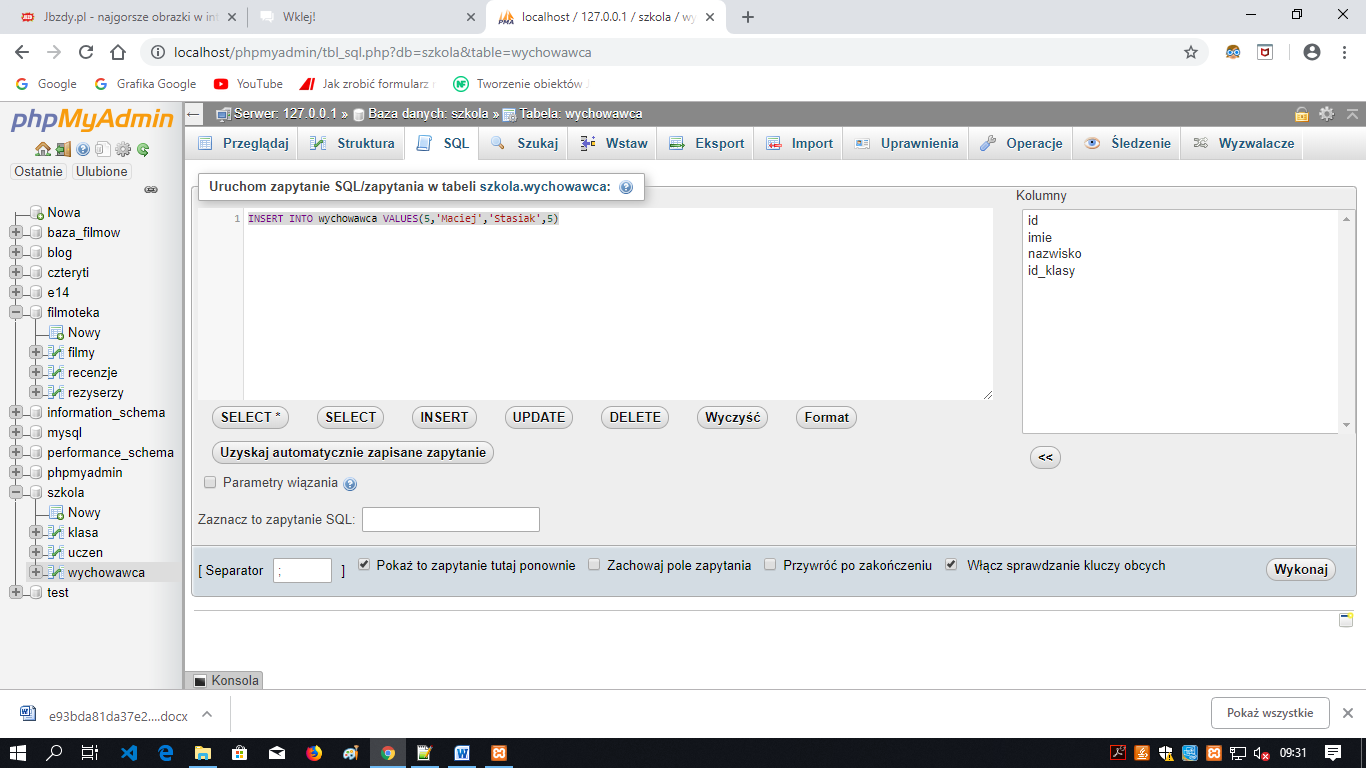 Jbzdy.pl - najgorsze obrazki w int
Wklej!
localhost / 127.0.0.1 / szkola / wy
localhost/phpmyadmin/tbl_sql.php?db=szkola&table=wychowawca
Google
Grafika Google
YouTube
Jak zrobić formularz
Tworzenie obiektów
phpMyAdmin
Ostatnie
Ulubione
Nowa
baza_filmow
blog
czteryti
e14
filmoteka
Nowy
filmy
recenzje
rezyserzy
information_schema
mysql
performance_schema
phpmyadmin
szkola
Nowy
klasa
uczen
wychowawca
test
Serwer: 127.0.0.1 » Baza danych: szkola » Tabela: wychowawca
Przeglądaj
Struktura
SQL
Szukaj
Wstaw
Eksport
Import
Uprawnienia
Operacje
Śledzenie
Wyzwalacze
Uruchom zapytanie SQL/zapytania w tabeli szkola.wychowawca:
1 INSERT INTO wychowawca VALUES(5,'Maciej','Stasiak',5)
Kolumny
id
imie
nazwisko
id_klasy
<<
SELECT *
SELECT
INSERT
UPDATE
DELETE
Wyczyść
Format
Uzyskaj automatycznie zapisane zapytanie
Parametry wiązania
Zaznacz to zapytanie SQL:
[ Separator ; ]
Pokaż to zapytanie tutaj ponownie
Zachowaj pole zapytania
Przywróć po zakończeniu
Włącz sprawdzanie kluczy obcych
Wykonaj
Konsola
e93bda81da37e2....docx
Pokaż wszystkie
09:31